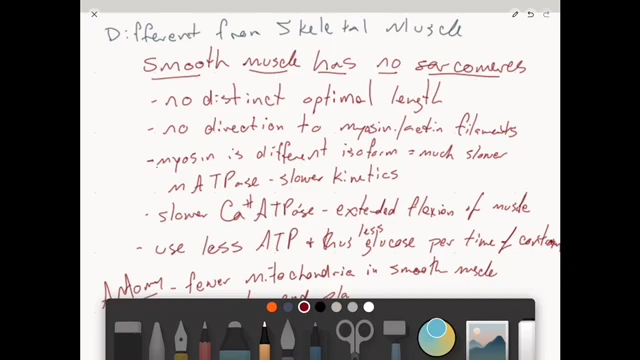 Different from Skeletal Muscle
Smooth muscle has no sarcomeres
- no distinct optimal length
- no direction to myosin/actin filaments
- myosin is different isoform = much slower
m ATPase - slower kinetics
- slower Ca ATPase - extended flexion of muscle
less
- use less ATP & thus glucose per time of
- fewer mitochondria in smooth muscle
and